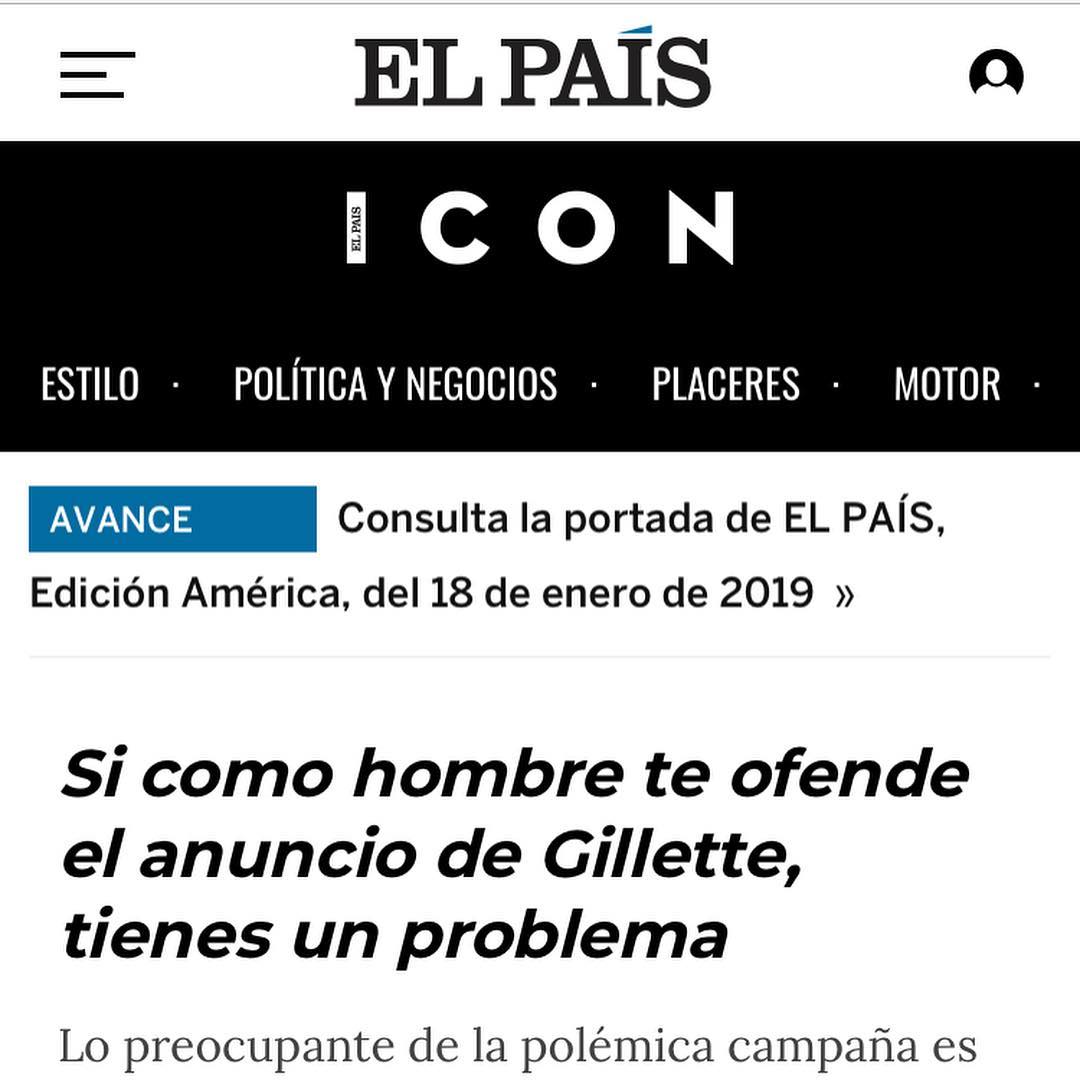 EL PAÍS
EL PAIS
ICON
ESTILO · POLÍTICA Y NEGOCIOS · PLACERES · MOTOR ·
AVANCE Consulta la portada de EL PAÍS,
Edición América, del 18 de enero de 2019 »
Si como hombre te ofende
el anuncio de Gillette,
tienes un problema
Lo preocupante de la polémica campaña es